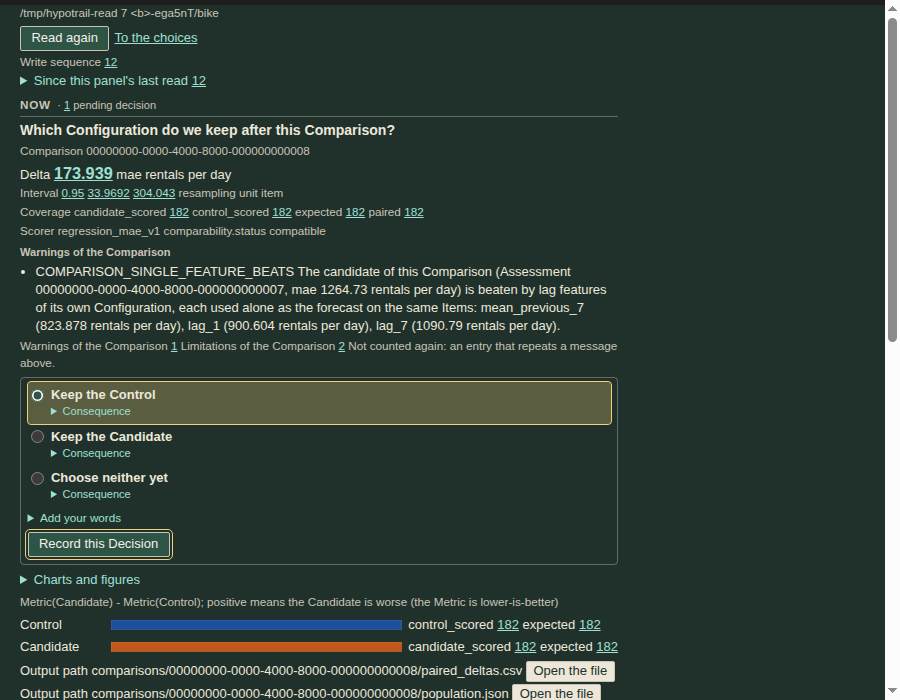 /tmp/hypotrail-read 7 <b>-ega5nT/bike
Read again To the choices
Write sequence 12
Since this panel's last read 12
NOW · 1 pending decision
Which Configuration do we keep after this Comparison?
Comparison 00000000-0000-4000-8000-000000000008
Delta 173.939 mae rentals per day
Interval 0.95 33.9692 304.043 resampling unit item
Coverage candidate_scored 182 control_scored 182 expected 182 paired 182
Scorer regression_mae_v1 comparability.status compatible
Warnings of the Comparison
• COMPARISON_SINGLE_FEATURE_BEATS The candidate of this Comparison (Assessment
00000000-0000-4000-8000-000000000007, mae 1264.73 rentals per day) is beaten by lag features
of its own Configuration, each used alone as the forecast on the same Items: mean_previous_7
(823.878 rentals per day), lag_1 (900.604 rentals per day), lag_7 (1090.79 rentals per day).
Warnings of the Comparison 1 Limitations of the Comparison 2 Not counted again: an entry that repeats a message
above.
Keep the Control
Consequence
Keep the Candidate
Consequence
Choose neither yet
Consequence
Add your words
Record this Decision
Charts and figures
Metric(Candidate) - Metric(Control); positive means the Candidate is worse (the Metric is lower-is-better)
Control control_scored 182 expected 182
Candidate candidate_scored 182 expected 182
Output path comparisons/00000000-0000-4000-8000-000000000008/paired_deltas.csv Open the file
Output path comparisons/00000000-0000-4000-8000-000000000008/population.json Open the file